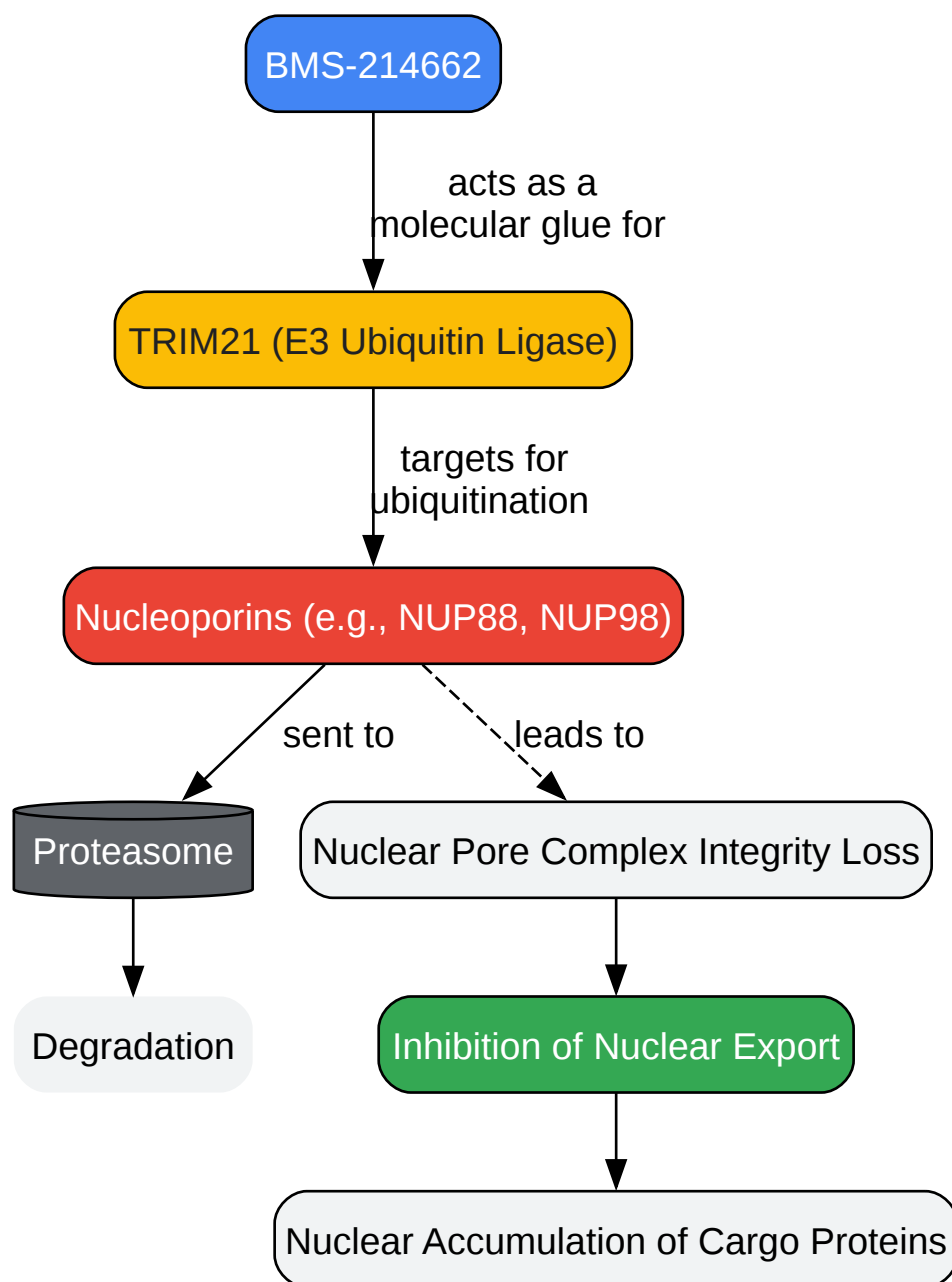 BMS-214662
acts as a
molecular glue for
TRIM21 (E3 Ubiquitin Ligase)
targets for
ubiquitination
Nucleoporins (e.g., NUP88, NUP98)
sent to
leads to
Proteasome
Nuclear Pore Complex Integrity Loss
Degradation
Inhibition of Nuclear Export
Nuclear Accumulation of Cargo Proteins